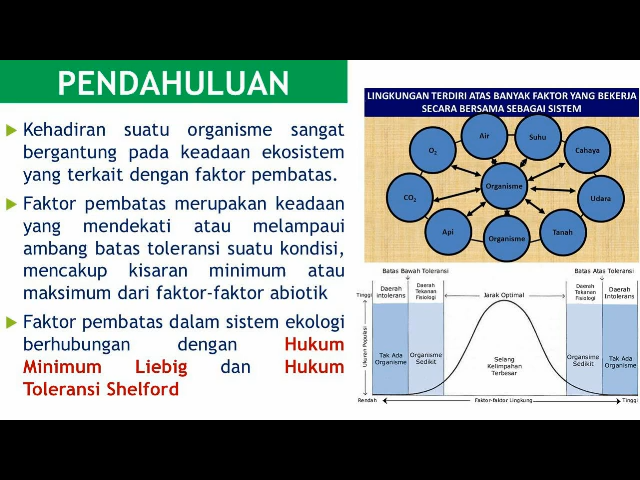 PENDAHULUAN
Kehadiran suatu organisme sangat
bergantung pada keadaan ekosistem
yang terkait dengan faktor pembatas.
Faktor pembatas merupakan keadaan
yang mendekati atau melampaui
ambang batas toleransi suatu kondisi,
mencakup kisaran minimum atau
maksimum dari faktor-faktor abiotik
Faktor pembatas dalam sistem ekologi
berhubungan dengan Hukum
Minimum Liebig dan Hukum
Toleransi Shelford
LINGKUNGAN TERDIRI ATAS BANYAK FAKTOR YANG BEKERJA
SECARA BERSAMA SEBAGAI SISTEM
Air
Suhu
O₂
Cahaya
Organisme
CO₂
Udara
Api
Tanah
Organisme
Batas Bawah Toleransi
Batas Atas Toleransi
Tinggi
Daerah
Intolerans
Daerah
Tekanan
Fisiologi
Jarak Optimal
Daerah
Tekanan
Fisiologi
Daerah
Intolerans
Ukuran Populasi
Tak Ada
Organisme
Organisme
Sedikit
Selang
Kelimpahan
Terbesar
Organisme
Sedikit
Tak Ada
Organisme
Rendah
Faktor-faktor Lingkung
Tinggi